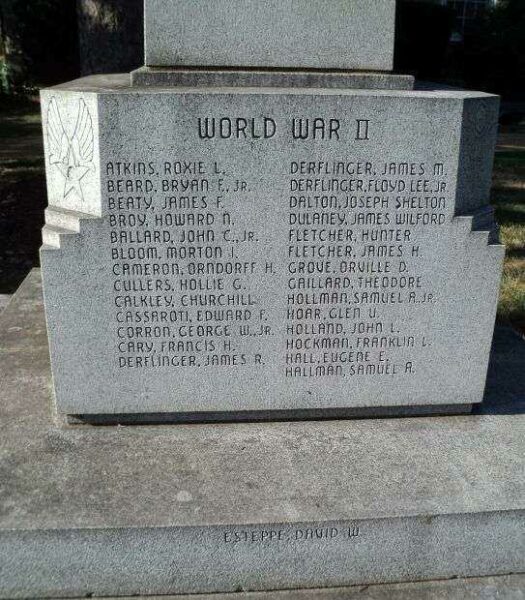 WORLD WAR II
ATKINS, ROXIE L.
BEARD, BRYAN F., JR.
BEATY, JAMES F.
BROY, HOWARD N.
BALLARD, JOHN C., JR.
BLOOM, MORTON I.
CAMERON, ORNDORFF H.
CULLERS, HOLLIE G.
CALKLEY, CHURCHILL
CASSAROTI, EDWARD F.
CORRON, GEORGE W., JR.
CARY, FRANCIS H.
DERFLINGER, JAMES R.
DERFLINGER, JAMES M.
DERFLINGER, FLOYD LEE, JR.
DALTON, JOSEPH SHELTON
DULANEY, JAMES WILFORD
FLETCHER, HUNTER
FLETCHER, JAMES H.
GROVE, ORVILLE D.
GAILLARD, THEODORE
HOLLMAN, SAMUEL A. JR.
HOAR, GLEN U.
HOLLAND, JOHN L.
HOCKMAN, FRANKLIN L.
HALL, EUGENE E.
HALLMAN, SAMUEL A.
ESTEPPE, DAVID W.